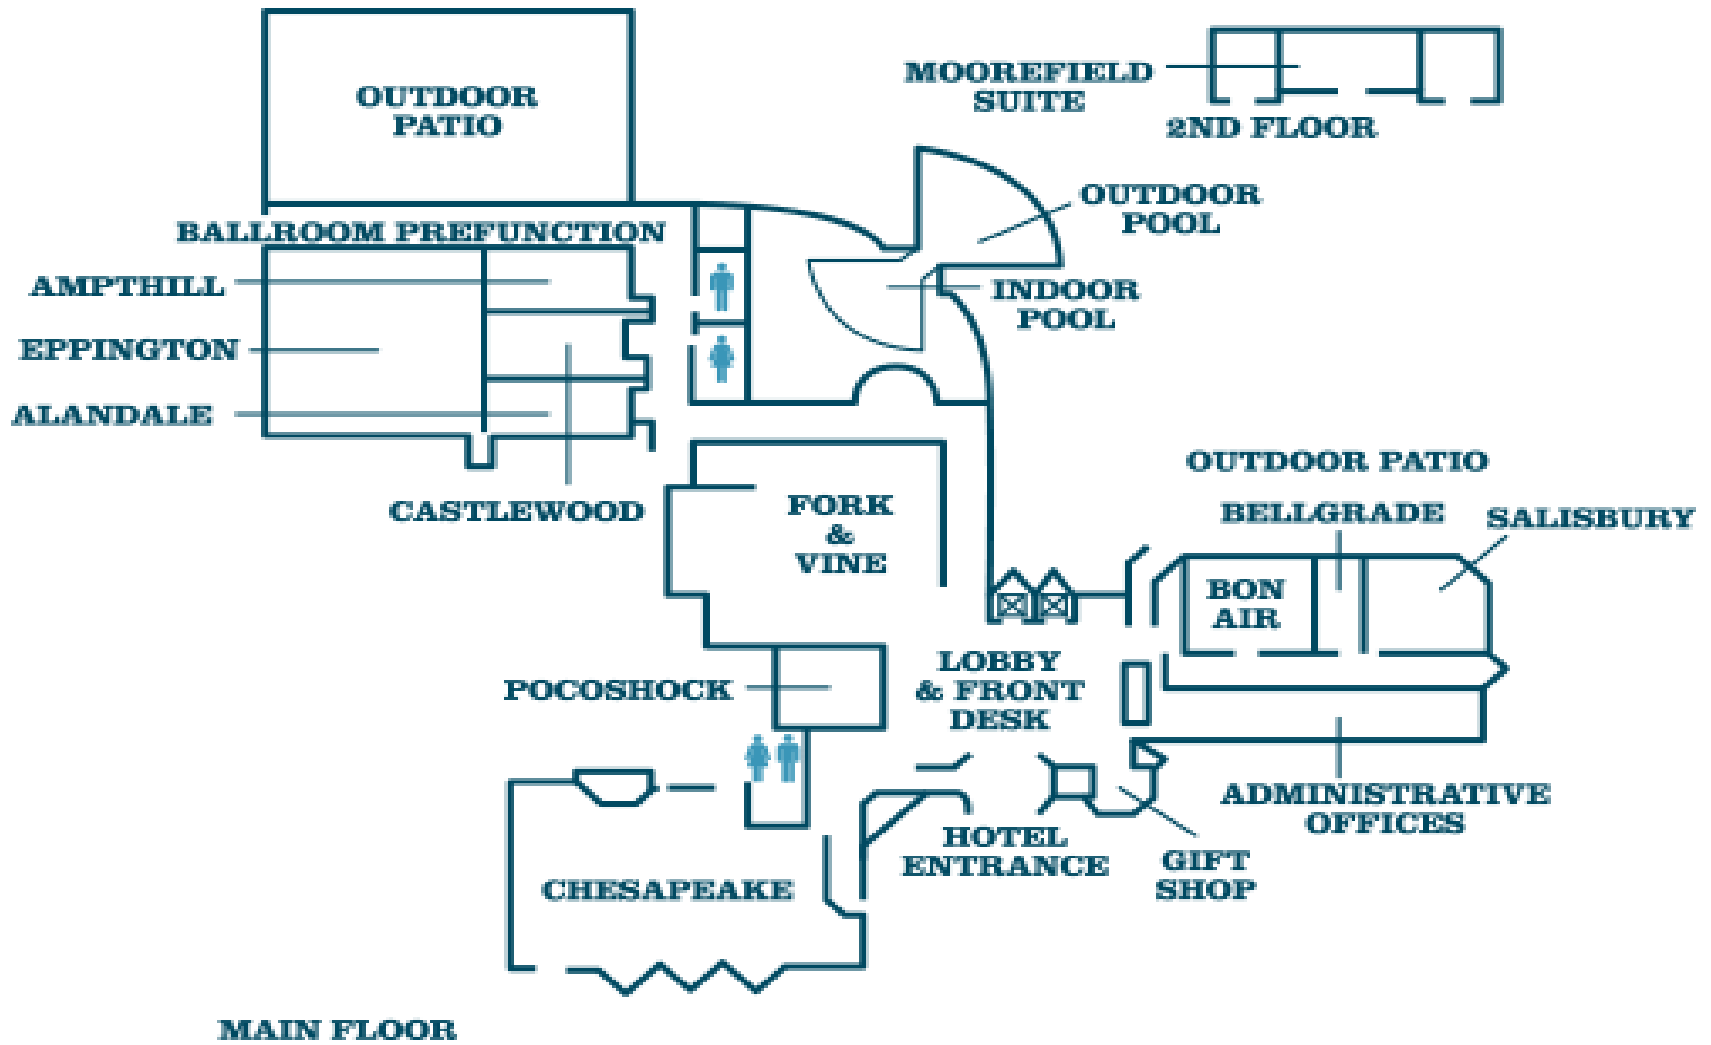 OUTDOOR
PATIO
MOOREFIELD
SUITE
2ND FLOOR
OUTDOOR
POOL
BALLROOM PREFUNCTION
AMPTHILL
INDOOR
POOL
EPPINGTON
ALANDALE
CASTLEWOOD
FORK
&
VINE
OUTDOOR PATIO
BELLGRADE
SALISBURY
BON
AIR
POCOSHOCK
LOBBY
& FRONT
DESK
ADMINISTRATIVE
OFFICES
HOTEL
ENTRANCE
GIFT
SHOP
CHESAPEAKE
MAIN FLOOR